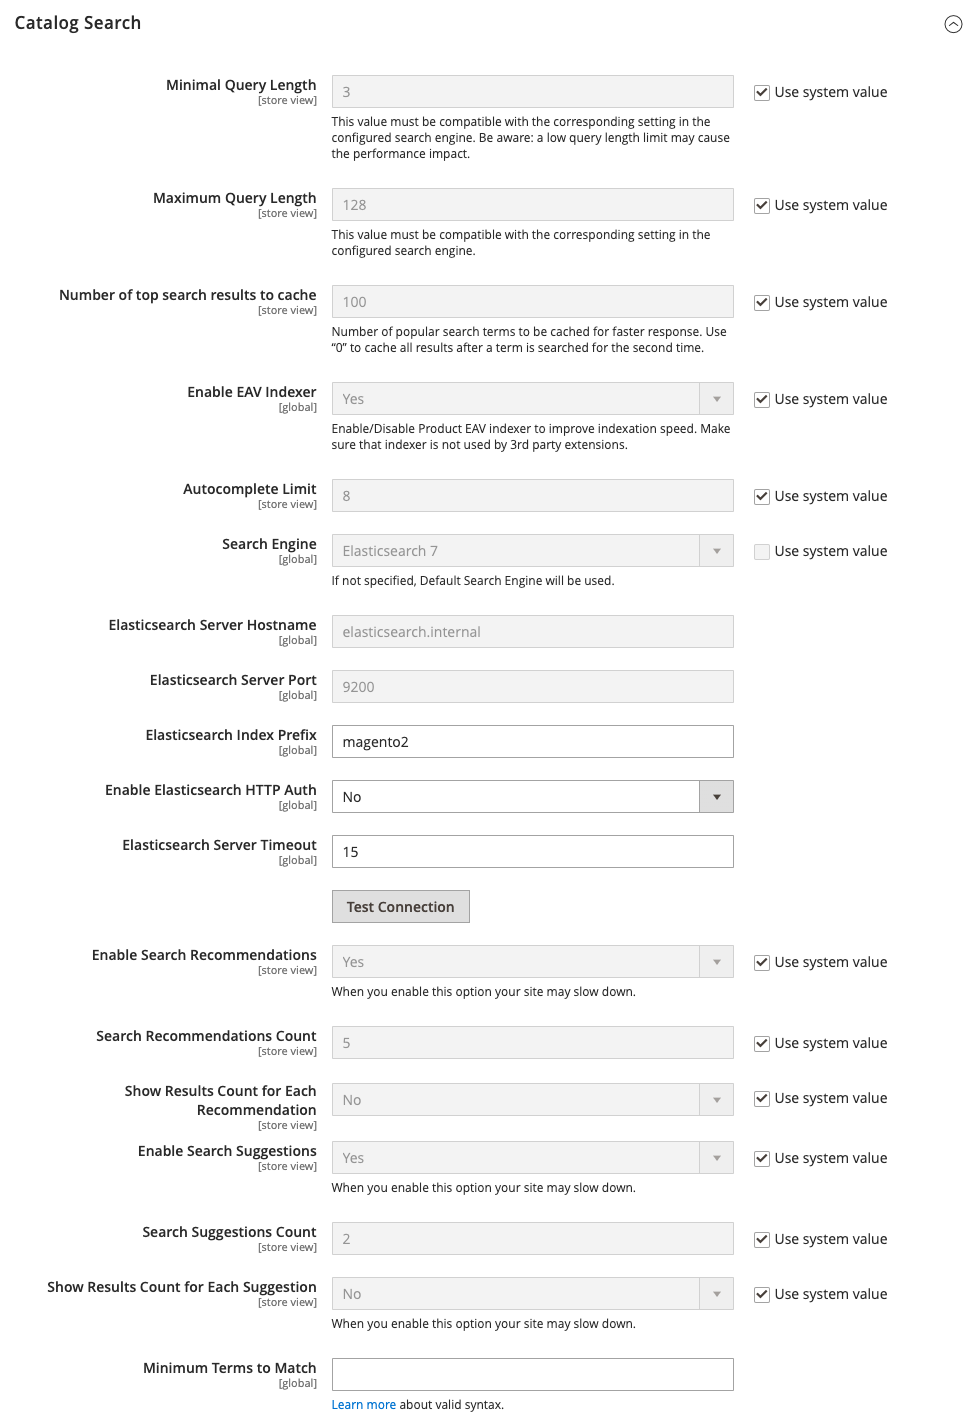 Catalog Search
Minimal Query Length
[store view]
3
Use system value
This value must be compatible with the corresponding setting in the
configured search engine. Be aware: a low query length limit may cause
the performance impact.
Maximum Query Length
[store view]
128
Use system value
This value must be compatible with the corresponding setting in the
configured search engine.
Number of top search results to cache
[store view]
100
Use system value
Number of popular search terms to be cached for faster response. Use
“0” to cache all results after a term is searched for the second time.
Enable EAV Indexer
[global]
Yes
Use system value
Enable/Disable Product EAV indexer to improve indexation speed. Make
sure that indexer is not used by 3rd party extensions.
Autocomplete Limit
[store view]
8
Use system value
Search Engine
[global]
Elasticsearch 7
Use system value
If not specified, Default Search Engine will be used.
Elasticsearch Server Hostname
[global]
elasticsearch.internal
Elasticsearch Server Port
[global]
9200
Elasticsearch Index Prefix
[global]
magento2
Enable Elasticsearch HTTP Auth
[global]
No
Elasticsearch Server Timeout
[global]
15
Test Connection
Enable Search Recommendations
[store view]
Yes
Use system value
When you enable this option your site may slow down.
Search Recommendations Count
[store view]
5
Use system value
Show Results Count for Each
Recommendation
[store view]
No
Use system value
Enable Search Suggestions
[store view]
Yes
Use system value
When you enable this option your site may slow down.
Search Suggestions Count
[store view]
2
Use system value
Show Results Count for Each Suggestion
[store view]
No
Use system value
When you enable this option your site may slow down.
Minimum Terms to Match
[global]
Learn more about valid syntax.